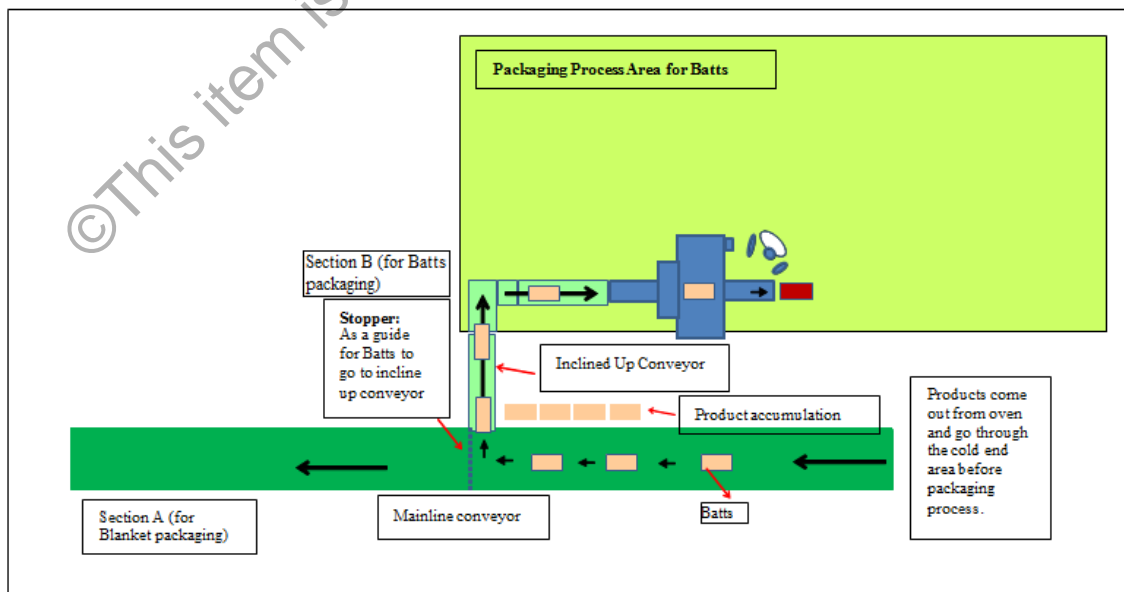 ©This item is
Packaging Process Area for Batts
Section B (for Batts
packaging)
Stopper:
As a guide
for Batts to
go to incline
up conveyor
Inclined Up Conveyor
Product accumulation
Products come
out from oven
and go through
the cold end
area before
packaging
process.
Section A (for
Blanket packaging)
Mainline conveyor
Batts